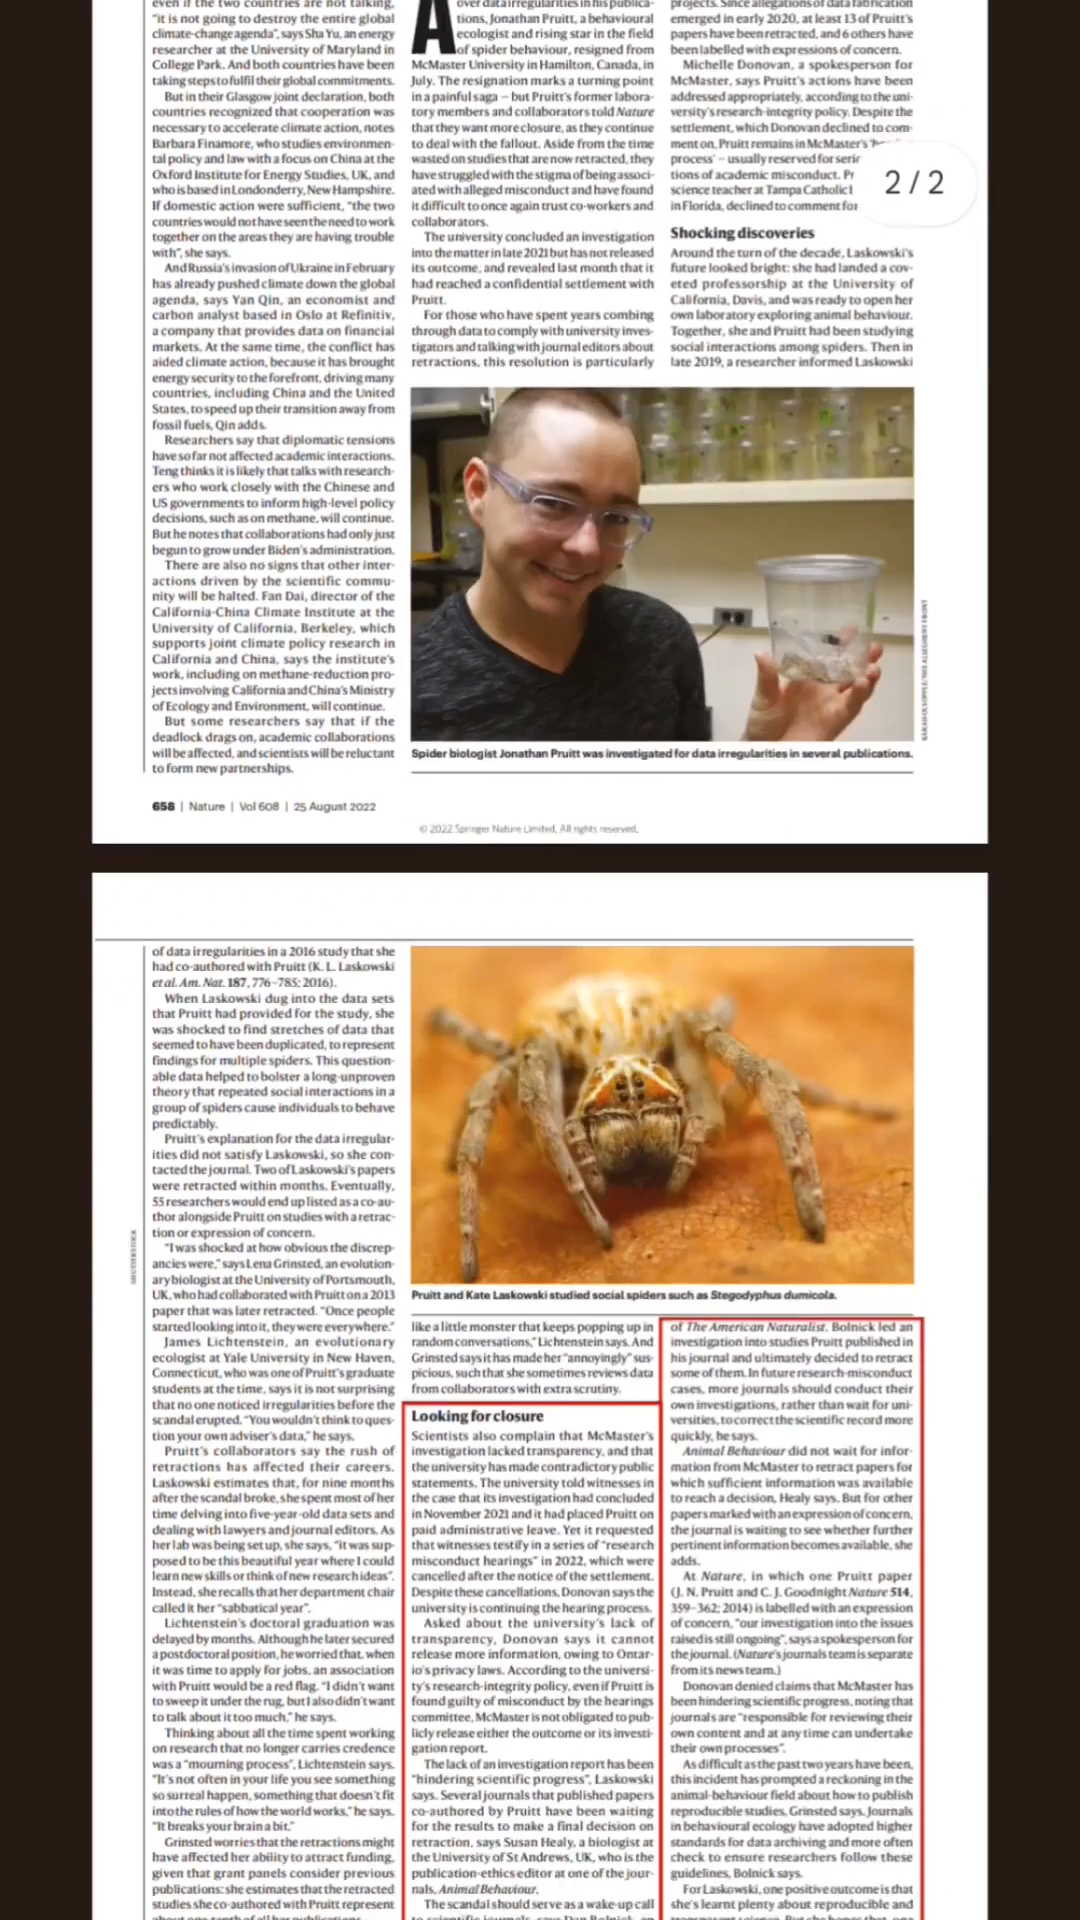 even if the two countries are not talking,
"it is not going to destroy the entire global
climate-change agenda", says Sha Yu, an energy
researcher at the University of Maryland in
College Park. And both countries have been
taking steps to fulfil their global commitments.
But in their Glasgow joint declaration, both
countries recognized that cooperation was
necessary to accelerate climate action, notes
Barbara Finamore, who studies environmen-
tal policy and law with a focus on China at the
Oxford Institute for Energy Studies, UK, and
who is based in Londonderry, New Hampshire.
If domestic action were sufficient, "the two
countries would not have seen the need to work
together on the areas they are having trouble
with", she says.
And Russia's invasion of Ukraine in February
has already pushed climate down the global
agenda, says Yan Qin, an economist and
carbon analyst based in Oslo at Refinitiv,
a company that provides data on financial
markets. At the same time, the conflict has
aided climate action, because it has brought
energy security to the forefront, driving many
countries, including China and the United
States, to speed up their transition away from
fossil fuels, Qin adds.
Researchers say that diplomatic tensions
have so far not affected academic interactions.
Teng thinks it is likely that talks with research-
ers who work closely with the Chinese and
US governments to inform high-level policy
decisions, such as on methane, will continue.
But he notes that collaborations had only just
begun to grow under Biden's administration.
There are also no signs that other inter-
actions driven by the scientific commu-
nity will be halted. Fan Dai, director of the
California-China Climate Institute at the
University of California, Berkeley, which
supports joint climate policy research in
California and China, says the institute's
work, including on methane-reduction pro-
jects involving California and China's Ministry
of Ecology and Environment, will continue.
But some researchers say that if the
deadlock drags on, academic collaborations
will be affected, and scientists will be reluctant
to form new partnerships.
A
over data irregularities in his publica-
tions, Jonathan Pruitt, a behavioural
ecologist and rising star in the field
of spider behaviour, resigned from
McMaster University in Hamilton, Canada, in
July. The resignation marks a turning point
in a painful saga — but Pruitt's former labora-
tory members and collaborators told Nature
that they want more closure, as they continue
to deal with the fallout. Aside from the time
wasted on studies that are now retracted, they
have struggled with the stigma of being associ-
ated with alleged misconduct and have found
it difficult to once again trust co-workers and
collaborators.
The university concluded an investigation
into the matter in late 2021 but has not released
its outcome, and revealed last month that it
had reached a confidential settlement with
Pruitt.
For those who have spent years combing
through data to comply with university inves-
tigators and talking with journal editors about
retractions, this resolution is particularly
projects. Since allegations of data fabrication
emerged in early 2020, at least 13 of Pruitt's
papers have been retracted, and 6 others have
been labelled with expressions of concern.
Michelle Donovan, a spokesperson for
McMaster, says Pruitt's actions have been
addressed appropriately, according to the uni-
versity's research-integrity policy. Despite the
settlement, which Donovan declined to com-
ment on, Pruitt remains in McMaster's
process' – usually reserved for
tions of academic misconduct.
science teacher at Tampa Catholic
in Florida, declined to comment for
2 / 2
Shocking discoveries
Around the turn of the decade, Laskowski's
future looked bright: she had landed a cov-
eted professorship at the University of
California, Davis, and was ready to open her
own laboratory exploring animal behaviour.
Together, she and Pruitt had been studying
social interactions among spiders. Then in
late 2019, a researcher informed Laskowski
Spider biologist Jonathan Pruitt was investigated for data irregularities in several publications.
658 | Nature | Vol 608 | 25 August 2022
© 2022 Springer Nature Limited. All rights reserved.
of data irregularities in a 2016 study that she
had co-authored with Pruitt (K. L. Laskowski
et al. Am. Nat. 187, 776–785; 2016).
When Laskowski dug into the data sets
that Pruitt had provided for the study, she
was shocked to find stretches of data that
seemed to have been duplicated, to represent
findings for multiple spiders. This question-
able data helped to bolster a long-unproven
theory that repeated social interactions in a
group of spiders cause individuals to behave
predictably.
Pruitt's explanation for the data irregular-
ities did not satisfy Laskowski, so she con-
tacted the journal. Two of Laskowski's papers
were retracted within months. Eventually,
55 researchers would end up listed as a co-au-
thor alongside Pruitt on studies with a retrac-
tion or expression of concern.
"I was shocked at how obvious the discrep-
ancies were," says Lena Grinsted, an evolution-
ary biologist at the University of Portsmouth,
UK, who had collaborated with Pruitt on a 2013
paper that was later retracted. "Once people
started looking into it, they were everywhere."
James Lichtenstein, an evolutionary
ecologist at Yale University in New Haven,
Connecticut, who was one of Pruitt's graduate
students at the time, says it is not surprising
that no one noticed irregularities before the
scandal erupted. "You wouldn't think to ques-
tion your own adviser's data," he says.
Pruitt's collaborators say the rush of
retractions has affected their careers.
Laskowski estimates that, for nine months
after the scandal broke, she spent most of her
time delving into five-year-old data sets and
dealing with lawyers and journal editors. As
her lab was being set up, she says, "it was sup-
posed to be this beautiful year where I could
learn new skills or think of new research ideas".
Instead, she recalls that her department chair
called it her "sabbatical year".
Lichtenstein's doctoral graduation was
delayed by months. Although he later secured
a postdoctoral position, he worried that, when
it was time to apply for jobs, an association
with Pruitt would be a red flag. "I didn't want
to sweep it under the rug, but I also didn't want
to talk about it too much," he says.
Thinking about all the time spent working
on research that no longer carries credence
was a "mourning process", Lichtenstein says.
"It's not often in your life you see something
so surreal happen, something that doesn't fit
into the rules of how the world works," he says.
"It breaks your brain a bit."
Grinsted worries that the retractions might
have affected her ability to attract funding,
given that grant panels consider previous
publications: she estimates that the retracted
studies she co-authored with Pruitt represent
about one tenth of all her publications.
SHUTTERSTOCK
Pruitt and Kate Laskowski studied social spiders such as Stegodyphus dumicola.
like a little monster that keeps popping up in
random conversations," Lichtenstein says. And
Grinsted says it has made her "annoyingly" sus-
picious, such that she sometimes reviews data
from collaborators with extra scrutiny.
Looking for closure
Scientists also complain that McMaster's
investigation lacked transparency, and that
the university has made contradictory public
statements. The university told witnesses in
the case that its investigation had concluded
in November 2021 and it had placed Pruitt on
paid administrative leave. Yet it requested
that witnesses testify in a series of "research
misconduct hearings" in 2022, which were
cancelled after the notice of the settlement.
Despite these cancellations, Donovan says the
university is continuing the hearing process.
Asked about the university's lack of
transparency, Donovan says it cannot
release more information, owing to Ontar-
io's privacy laws. According to the universi-
ty's research-integrity policy, even if Pruitt is
found guilty of misconduct by the hearings
committee, McMaster is not obligated to pub-
licly release either the outcome or its investi-
gation report.
The lack of an investigation report has been
"hindering scientific progress", Laskowski
says. Several journals that published papers
co-authored by Pruitt have been waiting
for the results to make a final decision on
retraction, says Susan Healy, a biologist at
the University of St Andrews, UK, who is the
publication-ethics editor at one of the jour-
nals, Animal Behaviour.
The scandal should serve as a wake-up call
to scientific journals, says Dan Bolnick, an
of The American Naturalist. Bolnick led an
investigation into studies Pruitt published in
his journal and ultimately decided to retract
some of them. In future research-misconduct
cases, more journals should conduct their
own investigations, rather than wait for uni-
versities, to correct the scientific record more
quickly, he says.
Animal Behaviour did not wait for infor-
mation from McMaster to retract papers for
which sufficient information was available
to reach a decision, Healy says. But for other
papers marked with an expression of concern,
the journal is waiting to see whether further
pertinent information becomes available, she
adds.
At Nature, in which one Pruitt paper
(J. N. Pruitt and C. J. Goodnight Nature 514,
359–362; 2014) is labelled with an expression
of concern, "our investigation into the issues
raised is still ongoing", says a spokesperson for
the journal. (Nature's journals team is separate
from its news team.)
Donovan denied claims that McMaster has
been hindering scientific progress, noting that
journals are "responsible for reviewing their
own content and at any time can undertake
their own processes".
As difficult as the past two years have been,
this incident has prompted a reckoning in the
animal-behaviour field about how to publish
reproducible studies, Grinsted says. Journals
in behavioural ecology have adopted higher
standards for data archiving and more often
check to ensure researchers follow these
guidelines, Bolnick says.
For Laskowski, one positive outcome is that
she's learnt plenty about reproducible and